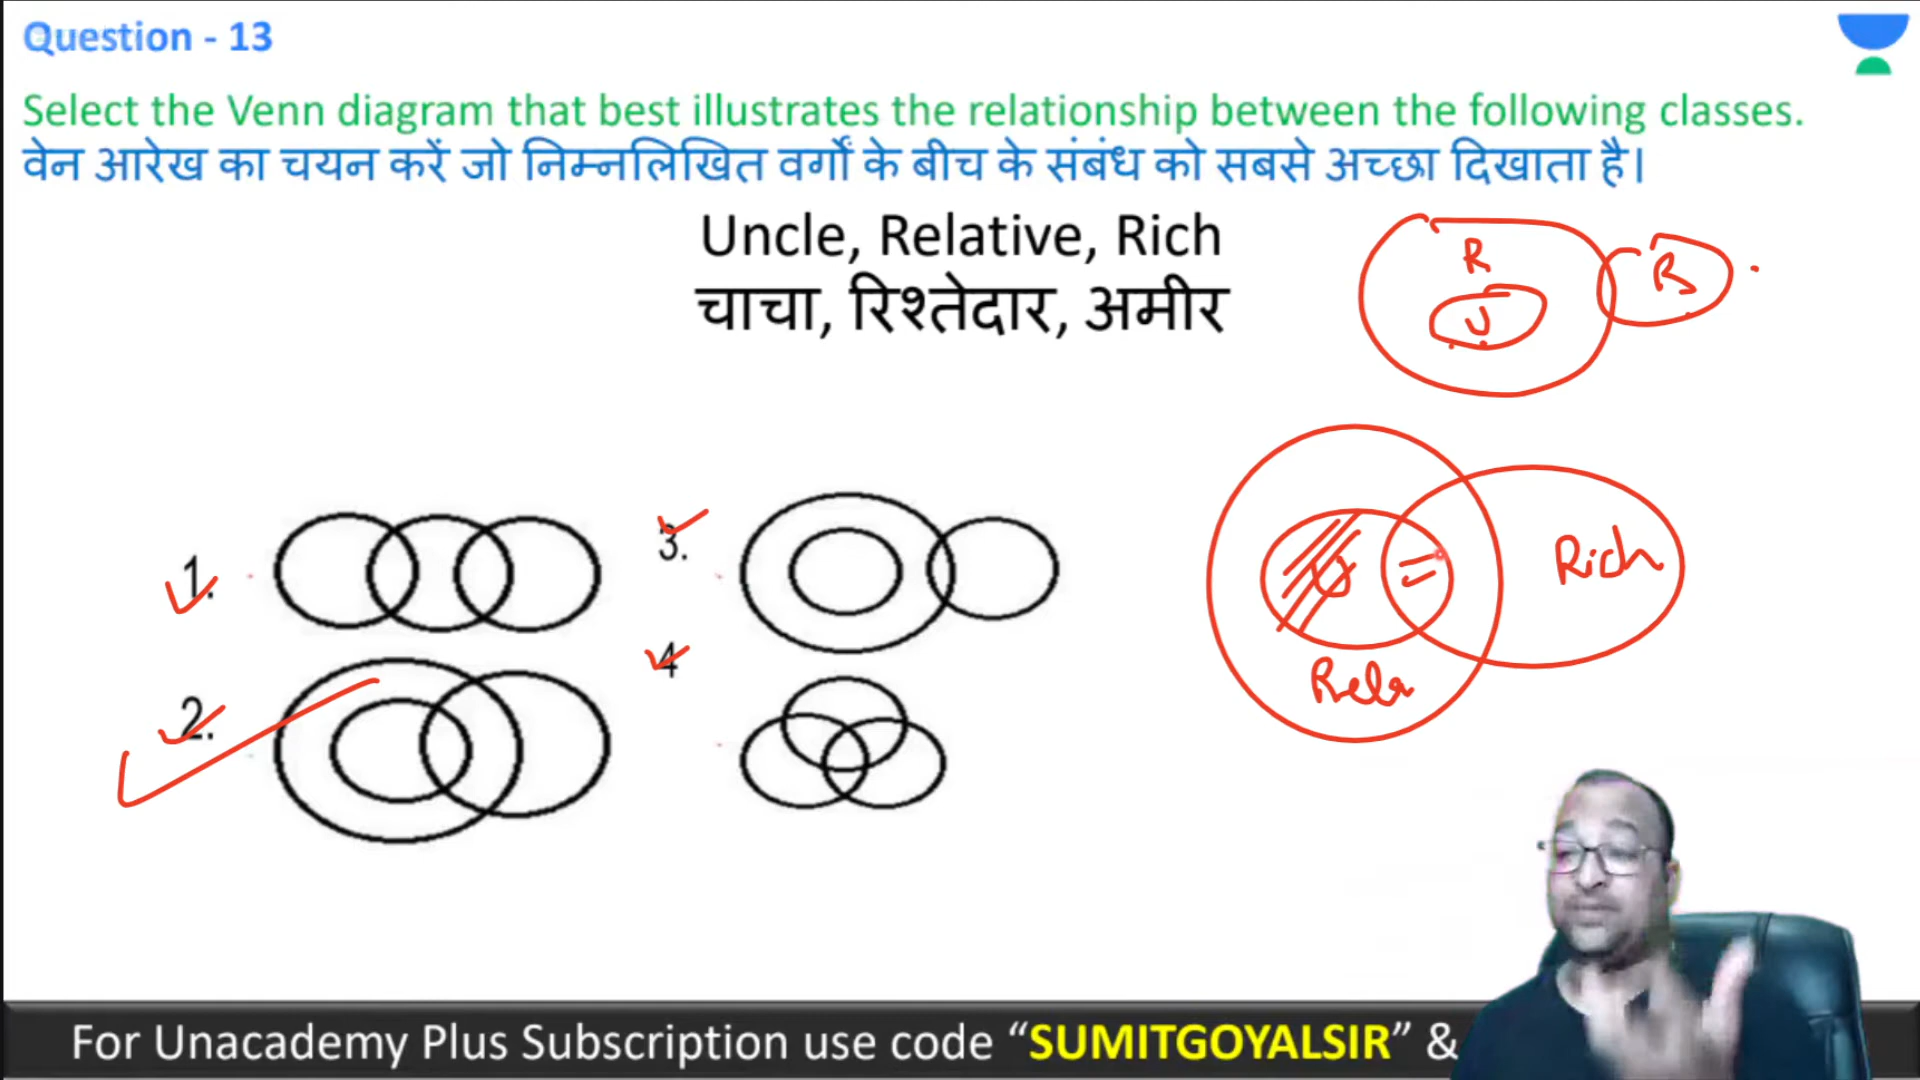 Question - 13
Select the Venn diagram that best illustrates the relationship between the following classes.
वेन आरेख का चयन करें जो निम्नलिखित वर्गों के बीच के संबंध को सबसे अच्छा दिखाता है।
Uncle, Relative, Rich
चाचा, रिश्तेदार, अमीर
R
R
U
1.
3.
2.
4
U
Rich
Rela
For Unacademy Plus Subscription use code “SUMITGOYALSIR” &